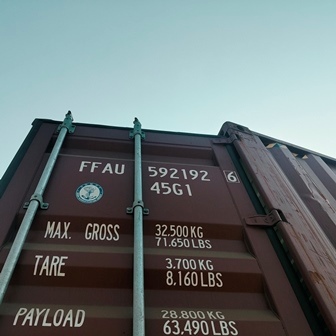 FFAU 592192 6
45G1
MAX. GROSS 32.500 KG
71.650 LBS
TARE 3.700 KG
8.160 LBS
PAYLOAD 28.800 KG
63.490 LBS